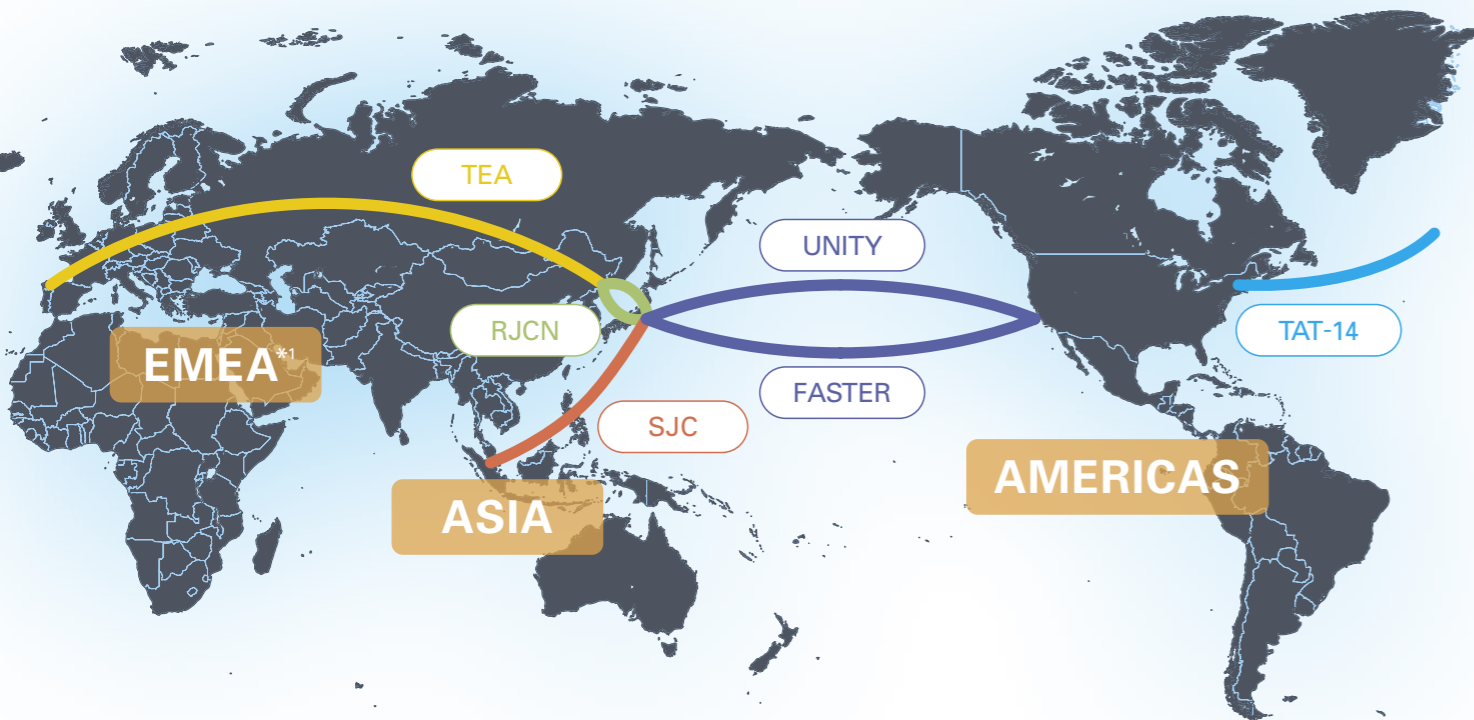 TEA
UNITY
RJCN
TAT-14
EMEA*1
FASTER
SJC
AMERICAS
ASIA